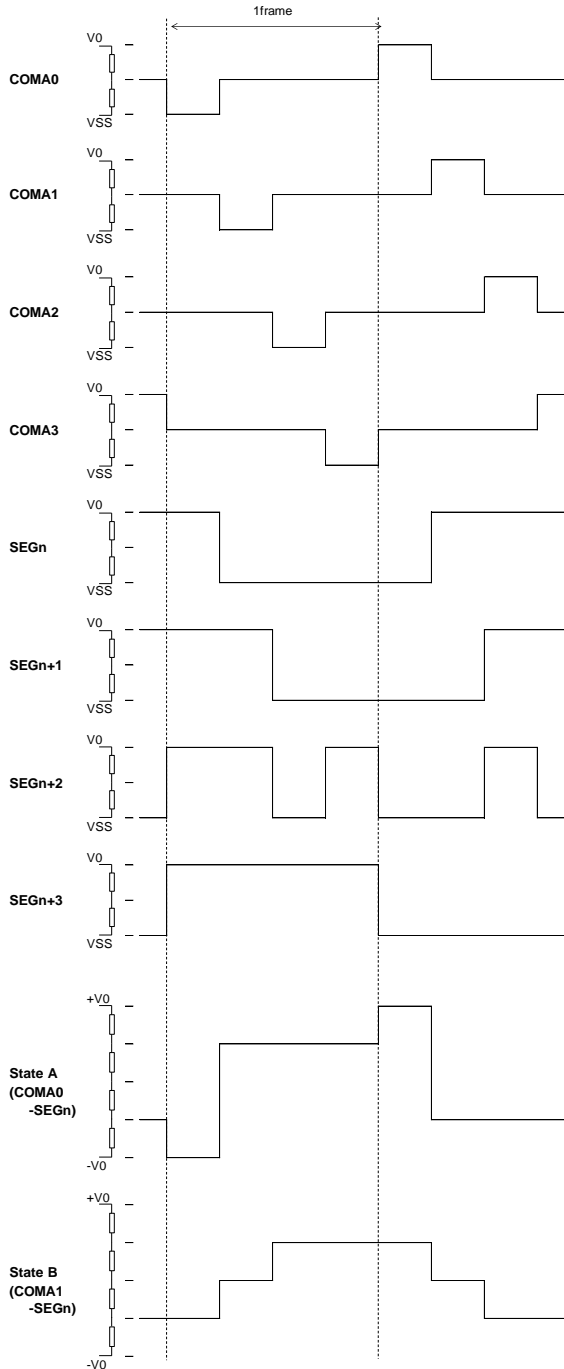 1frame
V0
COMA0
VSS
V0
COMA1
VSS
V0
COMA2
VSS
V0
COMA3
VSS
V0
SEGn
VSS
V0
SEGn+1
VSS
V0
SEGn+2
VSS
V0
SEGn+3
VSS
+V0
State A
(COMA0
-SEGn)
-V0
+V0
State B
(COMA1
-SEGn)
-V0